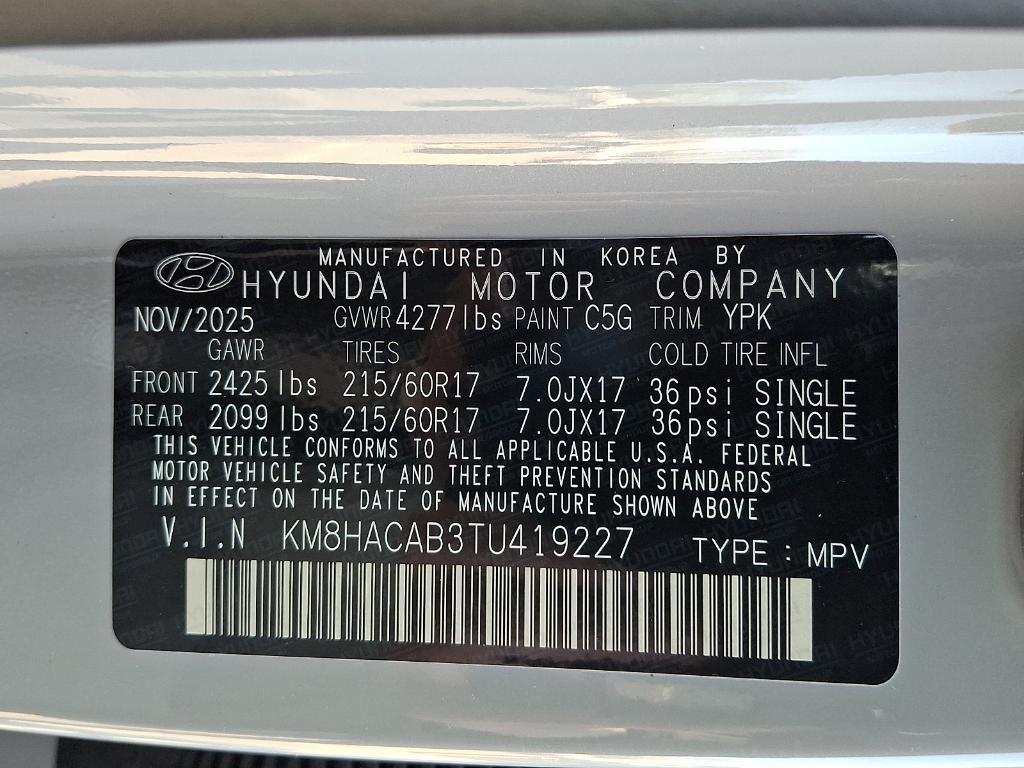 MANUFACTURED IN KOREA BY
HYUNDAI MOTOR COMPANY
NOV/2025 GVWR 4277lbs PAINT C5G TRIM YPK
GAWR TIRES RIMS COLD TIRE INFL
FRONT 2425 lbs 215/60R17 7.0JX17 36psi SINGLE
REAR 2099 lbs 215/60R17 7.0JX17 36psi SINGLE
THIS VEHICLE CONFORMS TO ALL APPLICABLE U.S.A. FEDERAL
MOTOR VEHICLE SAFETY AND THEFT PREVENTION STANDARDS
IN EFFECT ON THE DATE OF MANUFACTURE SHOWN ABOVE
V.I.N KM8HACAB3TU419227 TYPE : MPV